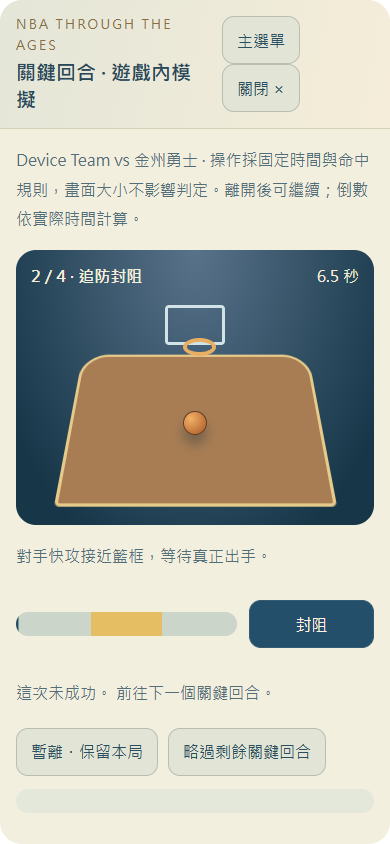 NBA THROUGH THE
AGES
關鍵回合 · 遊戲內模
擬
主選單
關閉 ×
Device Team vs 金州勇士 · 操作採固定時間與命中
規則，畫面大小不影響判定。離開後可繼續；倒數
依實際時間計算。
2 / 4 · 追防封阻
6.5 秒
對手快攻接近籃框，等待真正出手。
封阻
這次未成功。 前往下一個關鍵回合。
暫離 · 保留本局
略過剩餘關鍵回合